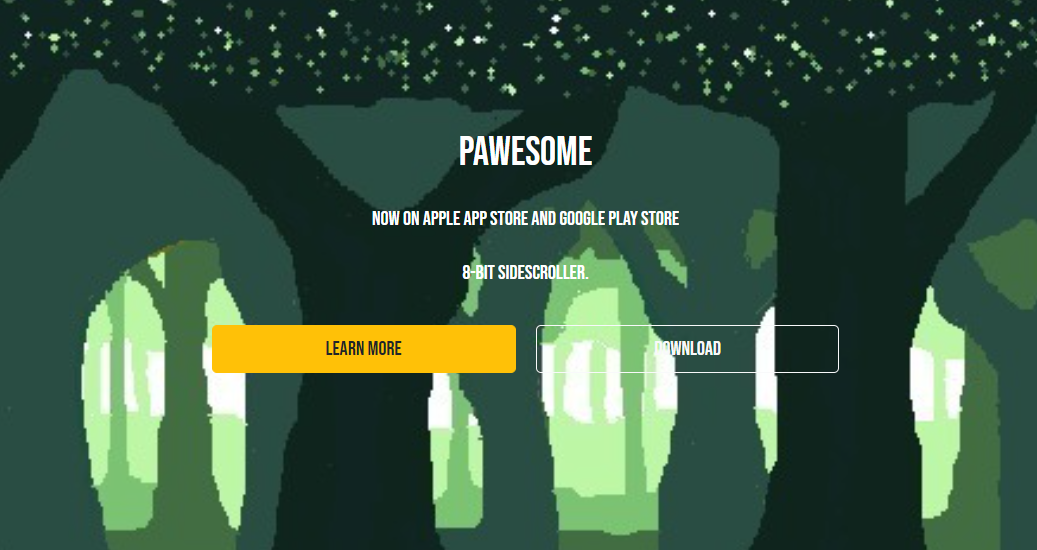 PAWESOME
NOW ON APPLE APP STORE AND GOOGLE PLAY STORE
8-BIT SIDESCROLLER.
LEARN MORE
DOWNLOAD